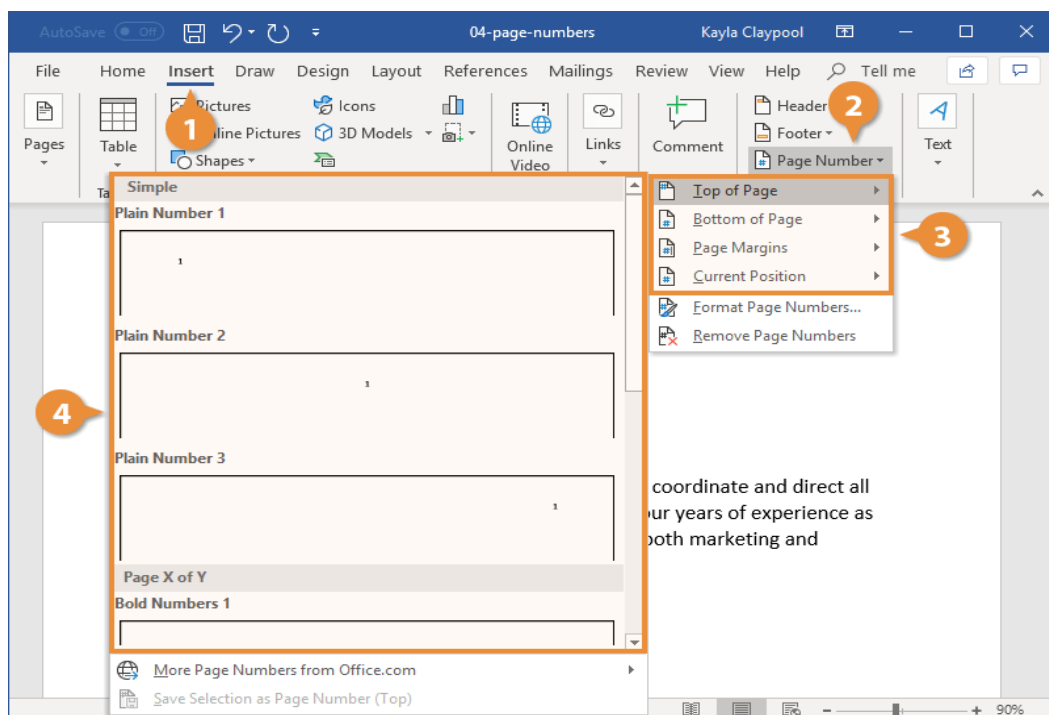 AutoSave Off 04-page-numbers Kayla Claypool
File Home Insert Draw Design Layout References Mailings Review View Help Tell me
Pictures Icons Header 2
1 Online Pictures 3D Models Footer
Pages Table Shapes Online Video Links Comment Page Number Text
Simple
Plain Number 1
1
Plain Number 2
1
4
Plain Number 3
1
Page X of Y
Bold Numbers 1
More Page Numbers from Office.com
Save Selection as Page Number (Top)
Top of Page
Bottom of Page
3
Page Margins
Current Position
Format Page Numbers...
Remove Page Numbers
coordinate and direct all
years of experience as
both marketing and
90%